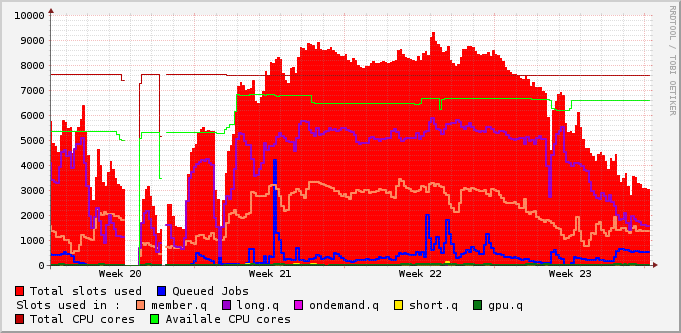 10000
9000
8000
7000
6000
5000
4000
3000
2000
1000
0
Week 20 Week 21 Week 22 Week 23
Total slots used Queued Jobs
Slots used in : member.q long.q ondemand.q short.q gpu.q
Total CPU cores Availale CPU cores
RRDTOOL / TOBI OETIKER